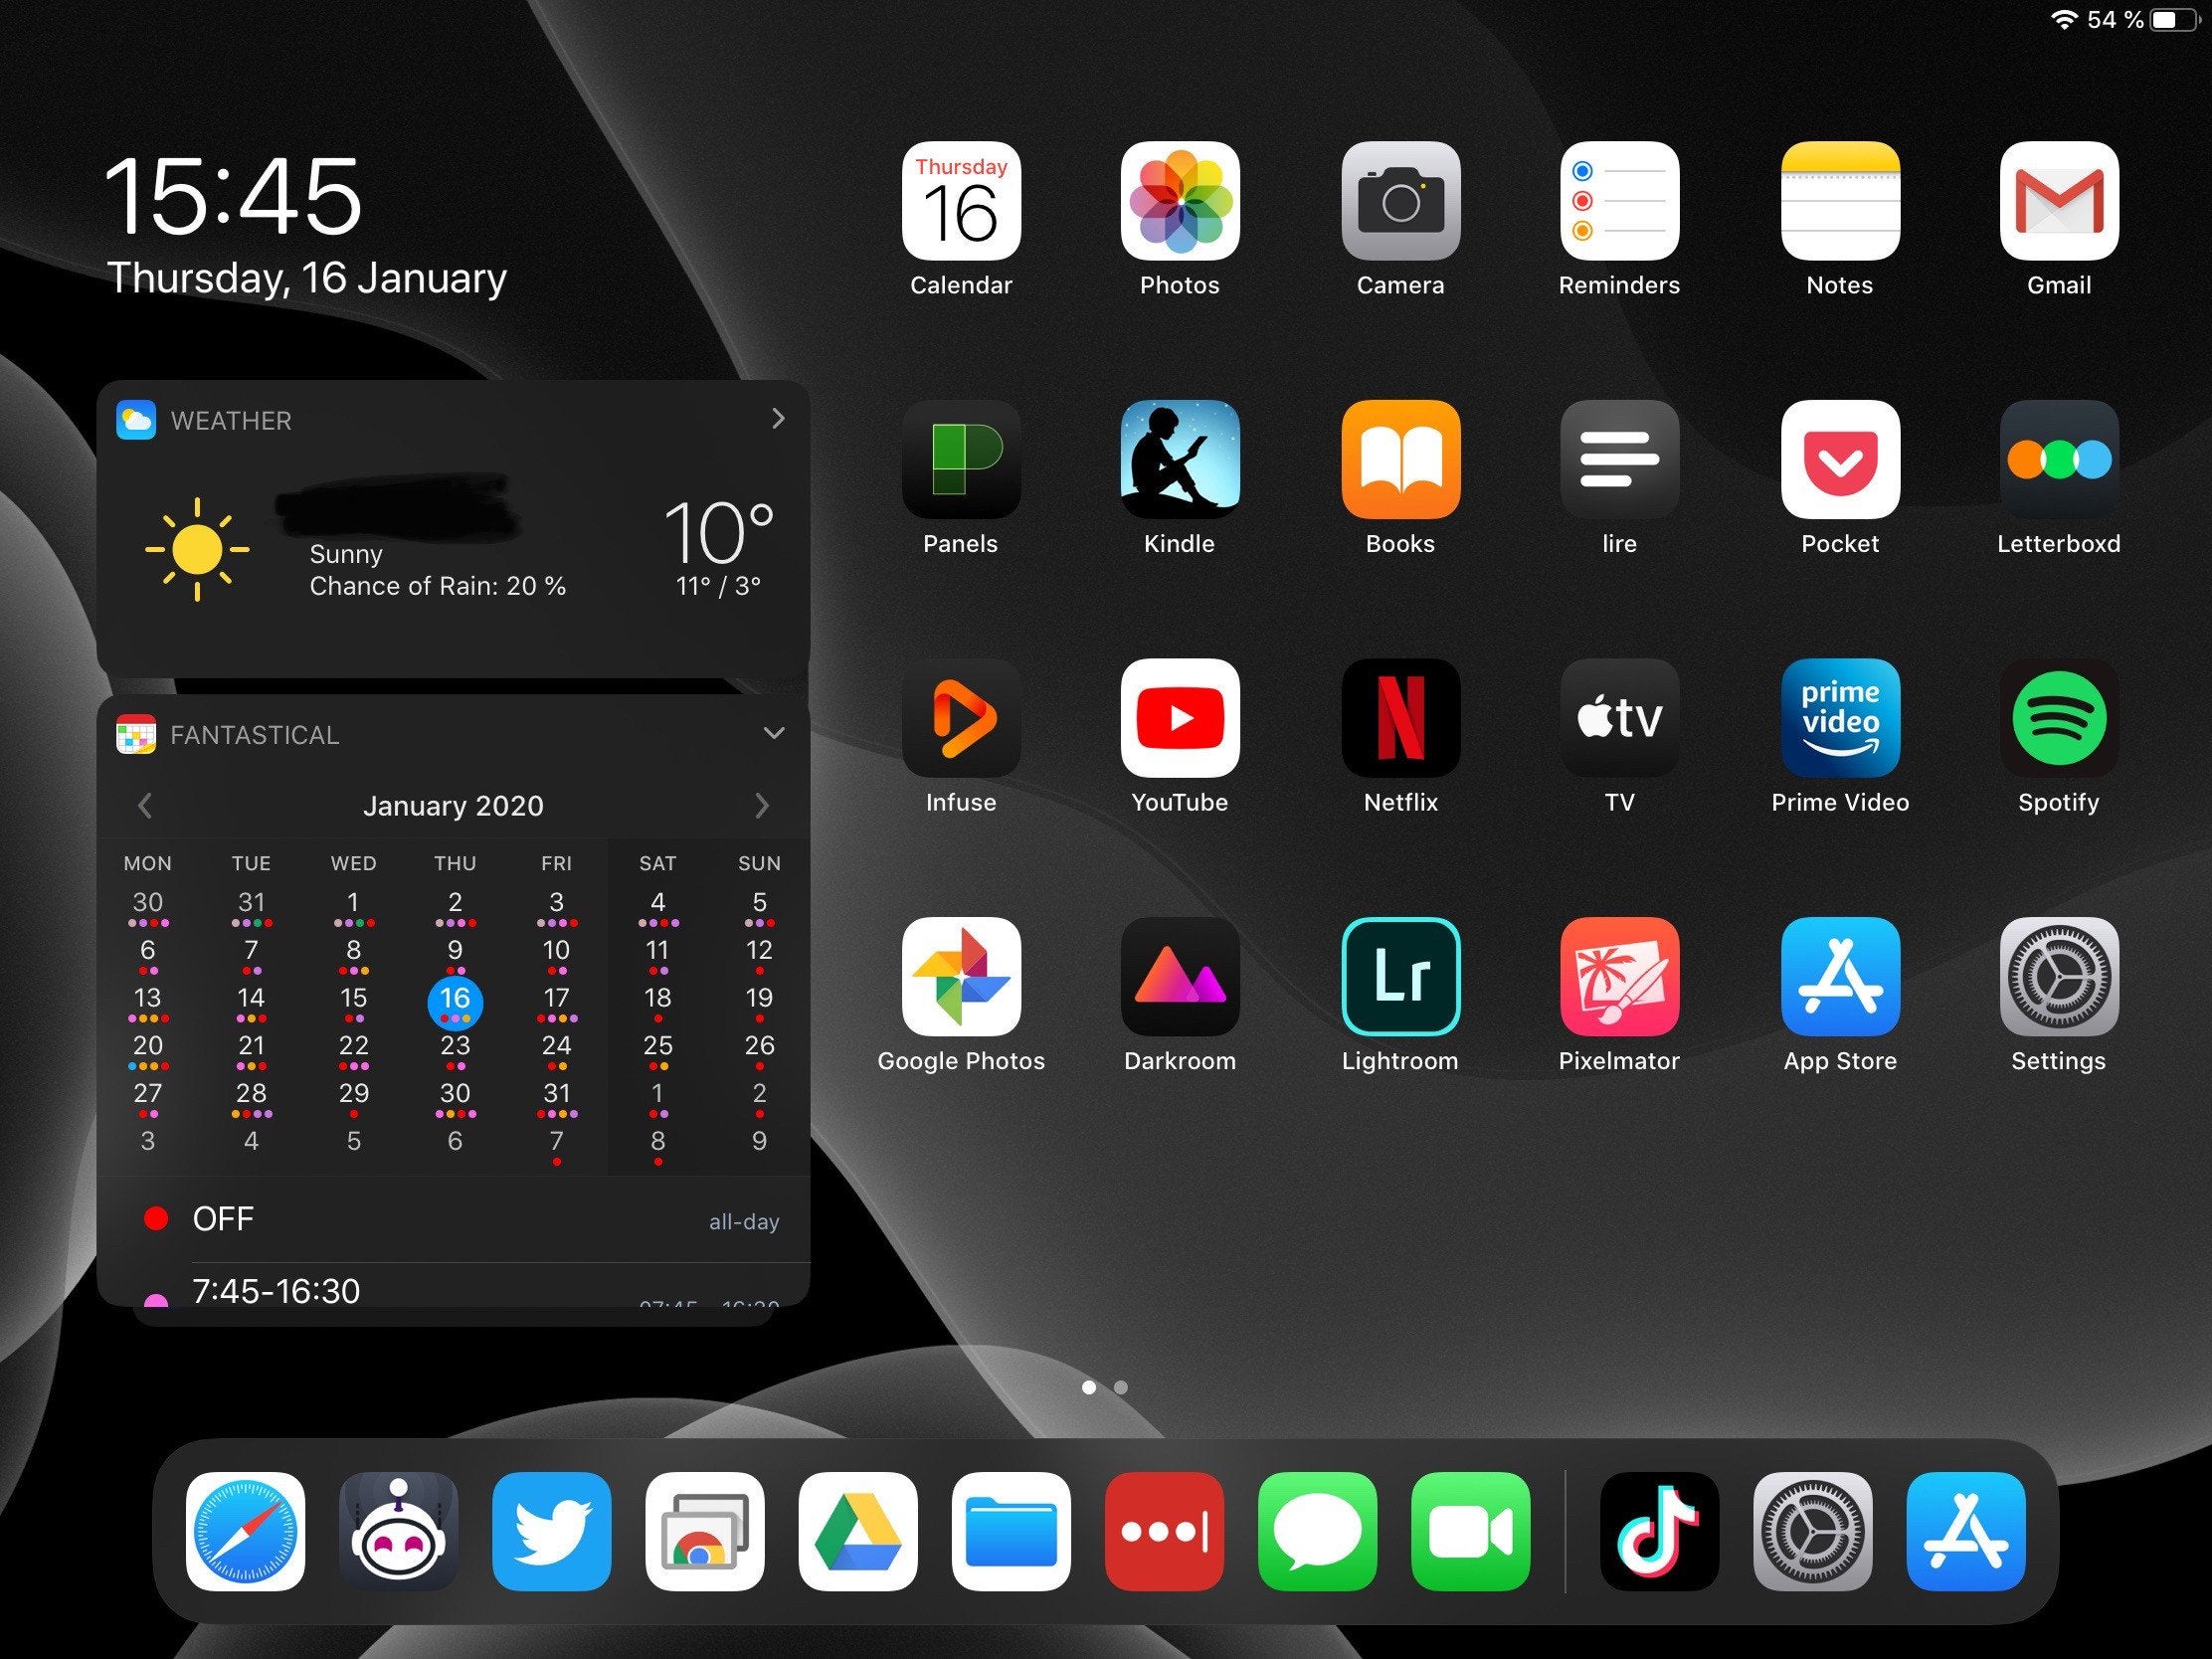 54 %
15:45
Thursday, 16 January
WEATHER
Sunny
Chance of Rain: 20 %
10°
11° / 3°
FANTASTICAL
January 2020
MON TUE WED THU FRI SAT SUN
30 31 1 2 3 4 5
6 7 8 9 10 11 12
13 14 15 16 17 18 19
20 21 22 23 24 25 26
27 28 29 30 31 1 2
3 4 5 6 7 8 9
OFF all-day
7:45-16:30 07:45 – 16:30
Thursday
16
Calendar Photos Camera Reminders Notes Gmail
Panels Kindle Books lire Pocket Letterboxd
tv
prime
video
Infuse YouTube Netflix TV Prime Video Spotify
Lr
Google Photos Darkroom Lightroom Pixelmator App Store Settings